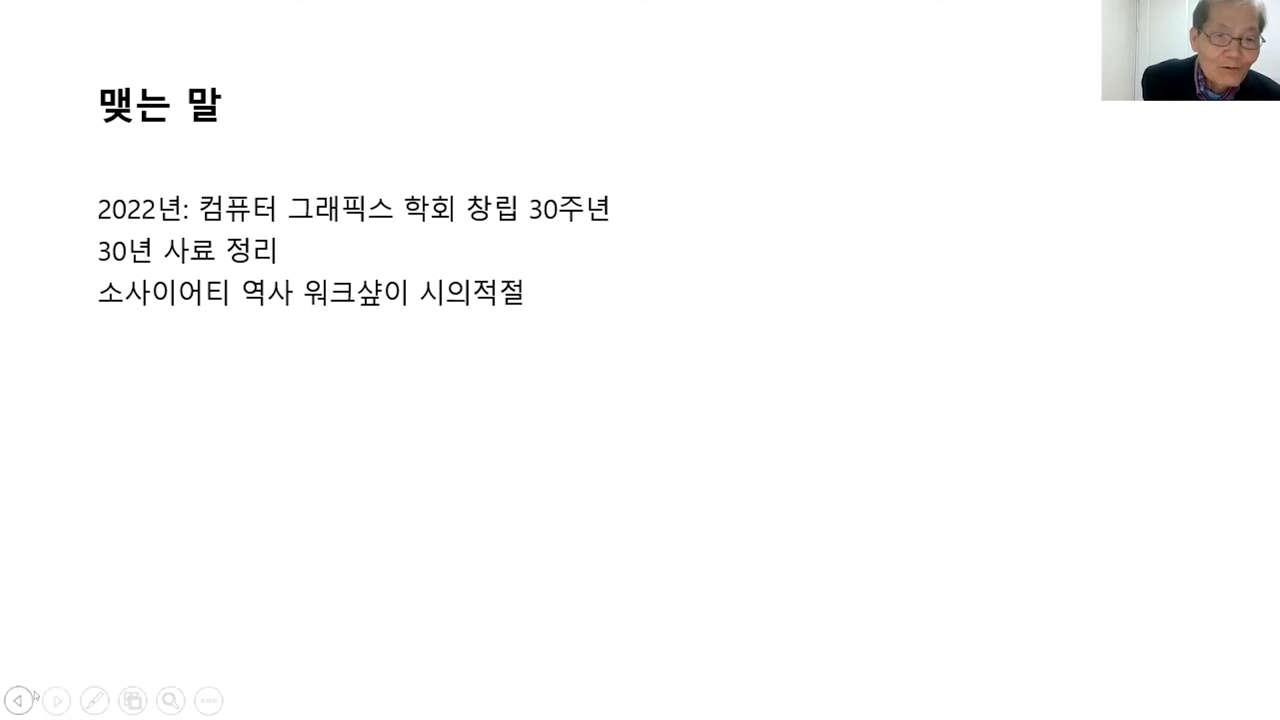 맺는 말
2022년: 컴퓨터 그래픽스 학회 창립 30주년
30년 사료 정리
소사이어티 역사 워크샾이 시의적절